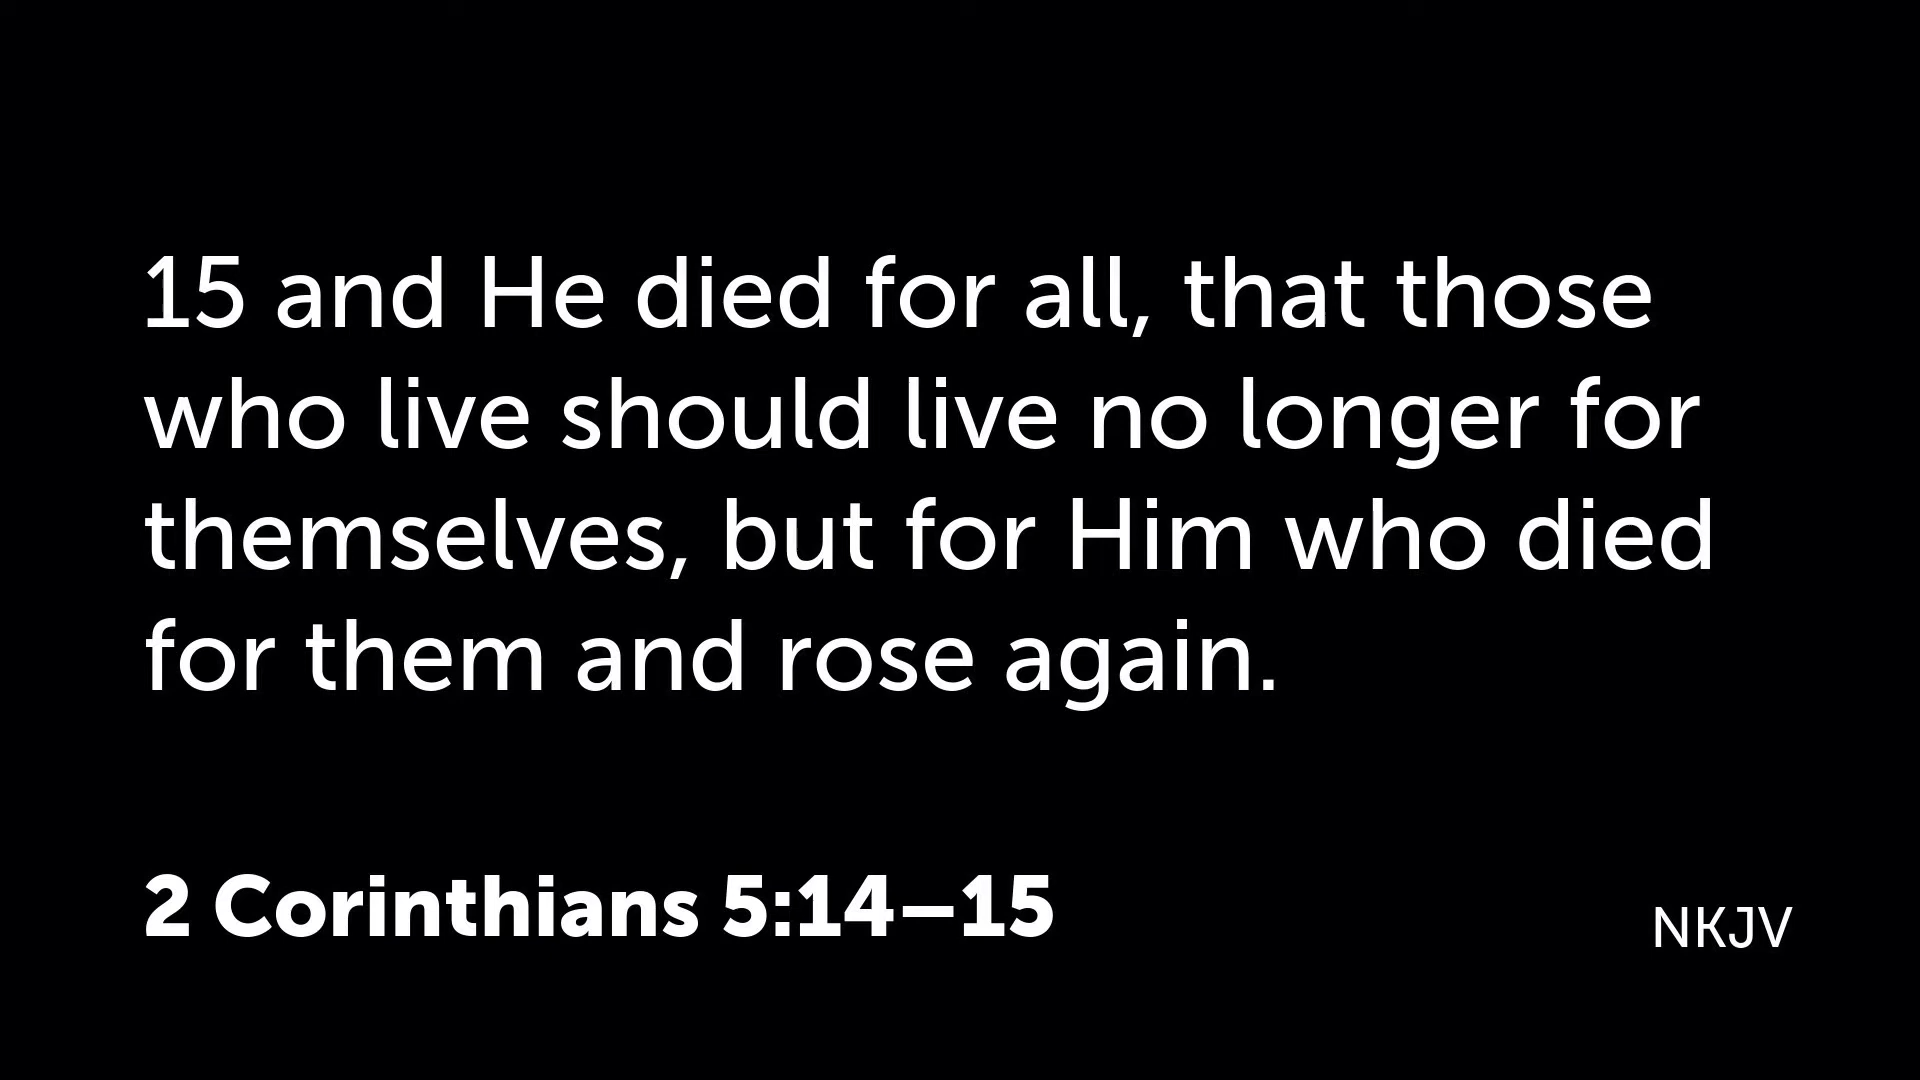 15 and He died for all, that those
who live should live no longer for
themselves, but for Him who died
for them and rose again.
2 Corinthians 5:14–15
NKJV